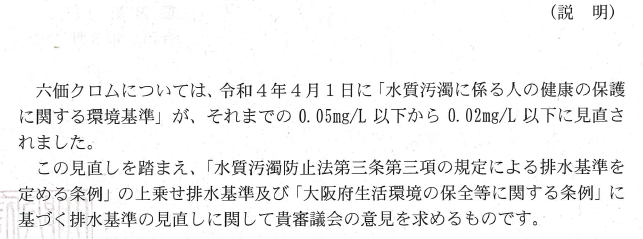 （説　明）
六価クロムについては、令和４年４月１日に「水質汚濁に係る人の健康の保護
に関する環境基準」が、それまでの 0.05mg/L 以下から 0.02mg/L 以下に見直さ
れました。
この見直しを踏まえ、「水質汚濁防止法第三条第三項の規定による排水基準を
定める条例」の上乗せ排水基準及び「大阪府生活環境の保全等に関する条例」に
基づく排水基準の見直しに関して貴審議会の意見を求めるものです。